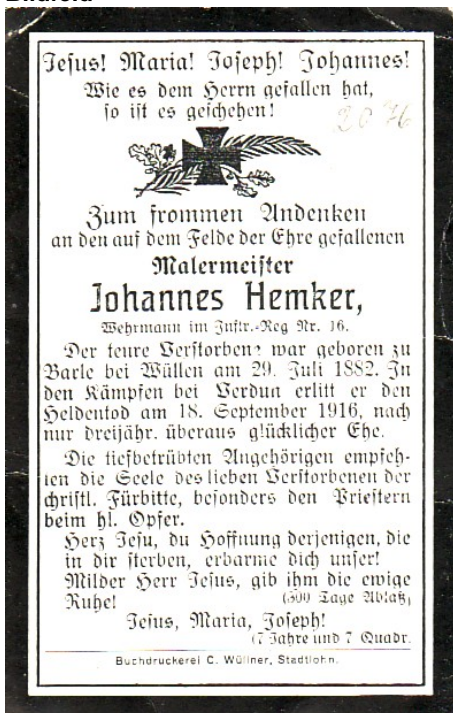 Jesus! Maria! Joseph! Johannes!
Wie es dem Herrn gefallen hat,
so ist es geschehen!
3076
Zum frommen Andenken
an den auf dem Felde der Ehre gefallenen
Malermeister
Johannes Hemker,
Wehrmann im Inftr.-Reg Nr. 16.
Der teure Verstorbene war geboren zu
Barle bei Wüllen am 29. Juli 1882. In
den Kämpfen bei Verdun erlitt er den
Heldentod am 18. September 1916, nach
nur dreijähr. überaus glücklicher Ehe.
Die tiefbetrübten Angehörigen empfeh-
len die Seele des lieben Verstorbenen der
christl. Fürbitte, besonders den Priestern
beim hl. Opfer.
Herz Jesu, du Hoffnung derjenigen, die
in dir sterben, erbarme dich unser!
Milder Herr Jesus, gib ihm die ewige
Ruhe! (300 Tage Ablaß)
Jesus, Maria, Joseph!
(7 Jahre und 7 Quadr.
Buchdruckerei C. Wüllner, Stadtlohn.